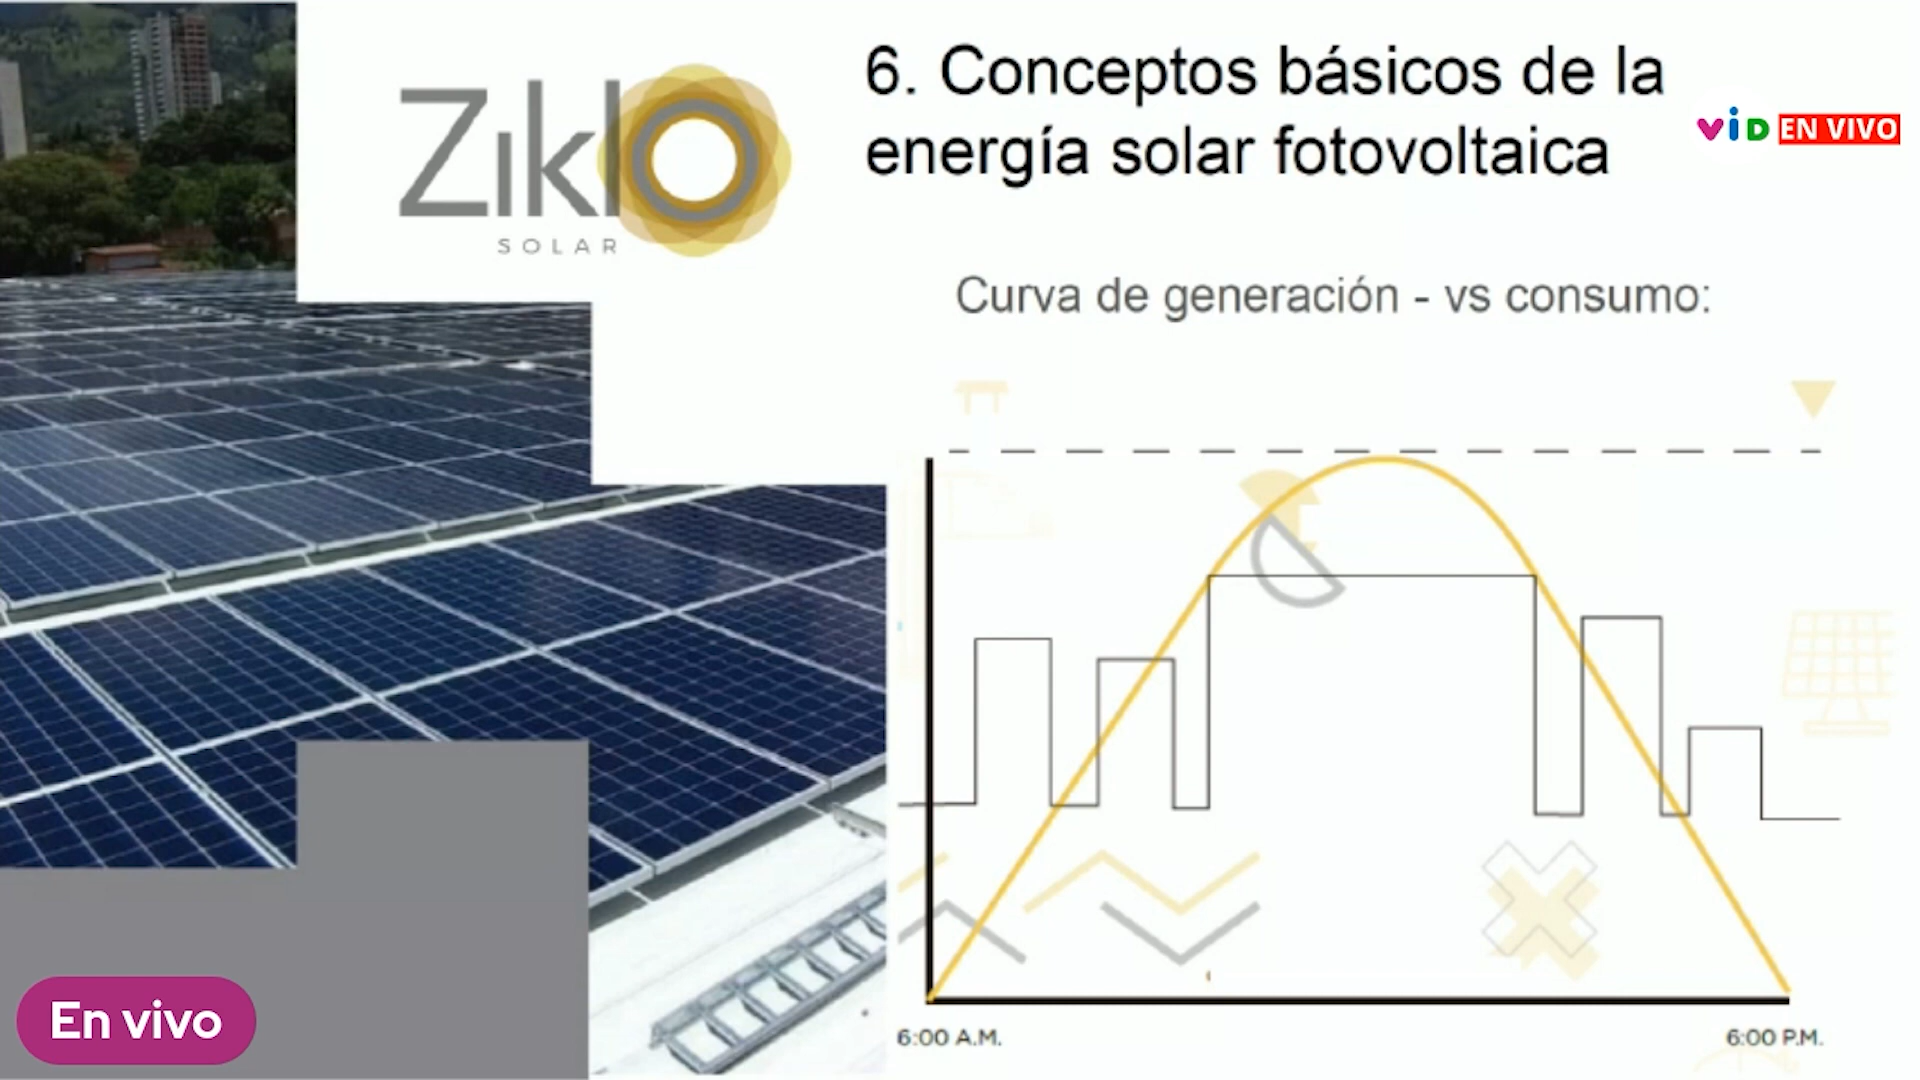 Ziklo
SOLAR
6. Conceptos básicos de la
energía solar fotovoltaica
ViD EN VIVO
Curva de generación - vs consumo:
6:00 A.M.
6:00 P.M.
En vivo